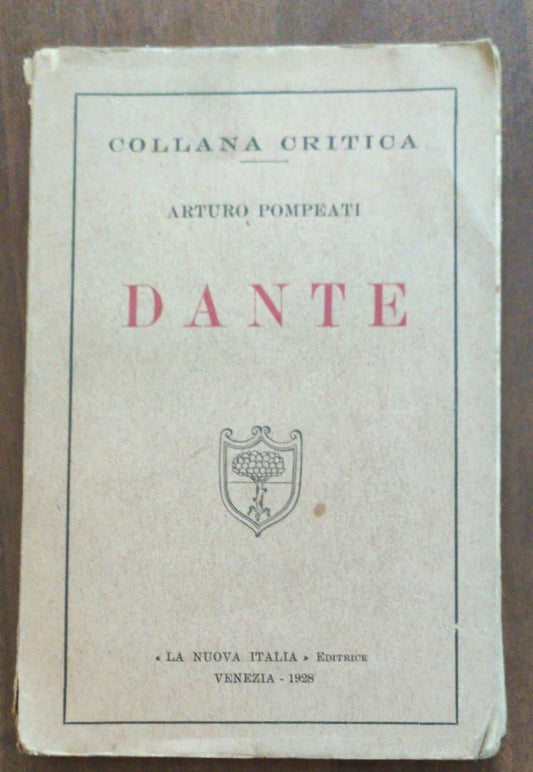 COLLANA CRITICA
ARTURO POMPEATI
DANTE
« LA NUOVA ITALIA » EDITRICE
VENEZIA - 1928